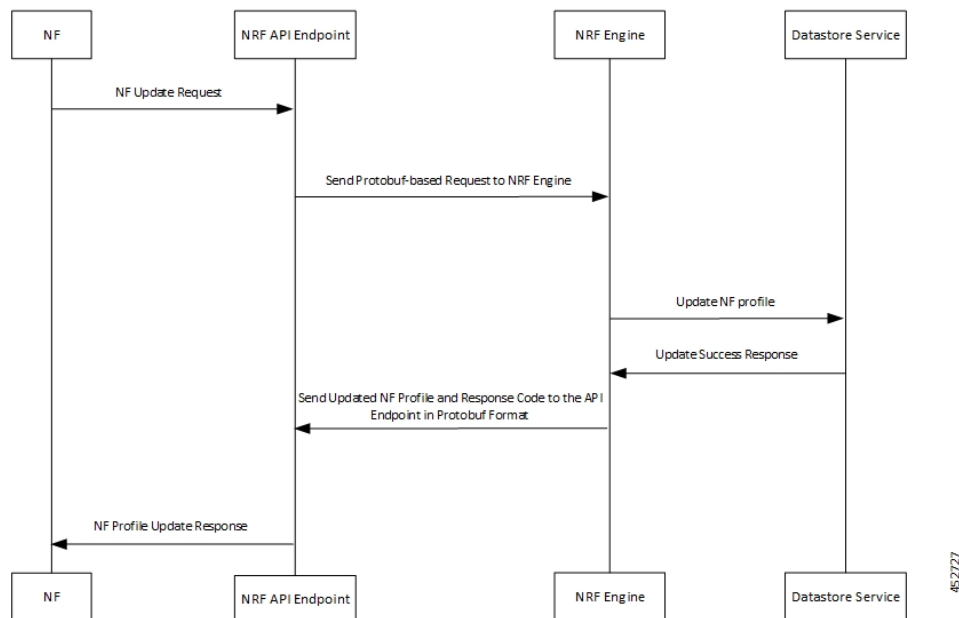 NF
NRF API Endpoint
NRF Engine
Datastore Service
NF Update Request
Send Protobuf-based Request to NRF Engine
Update NF profile
Update Success Response
Send Updated NF Profile and Response Code to the API
Endpoint in Protobuf Format
NF Profile Update Response
NF
NRF API Endpoint
NRF Engine
Datastore Service
452727